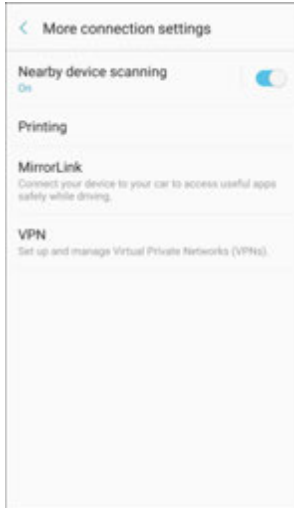 More connection settings
Nearby device scanning
On
Printing
MirrorLink
Connect your device to your car to access useful apps
safely while driving.
VPN
Set up and manage Virtual Private Networks (VPNs).